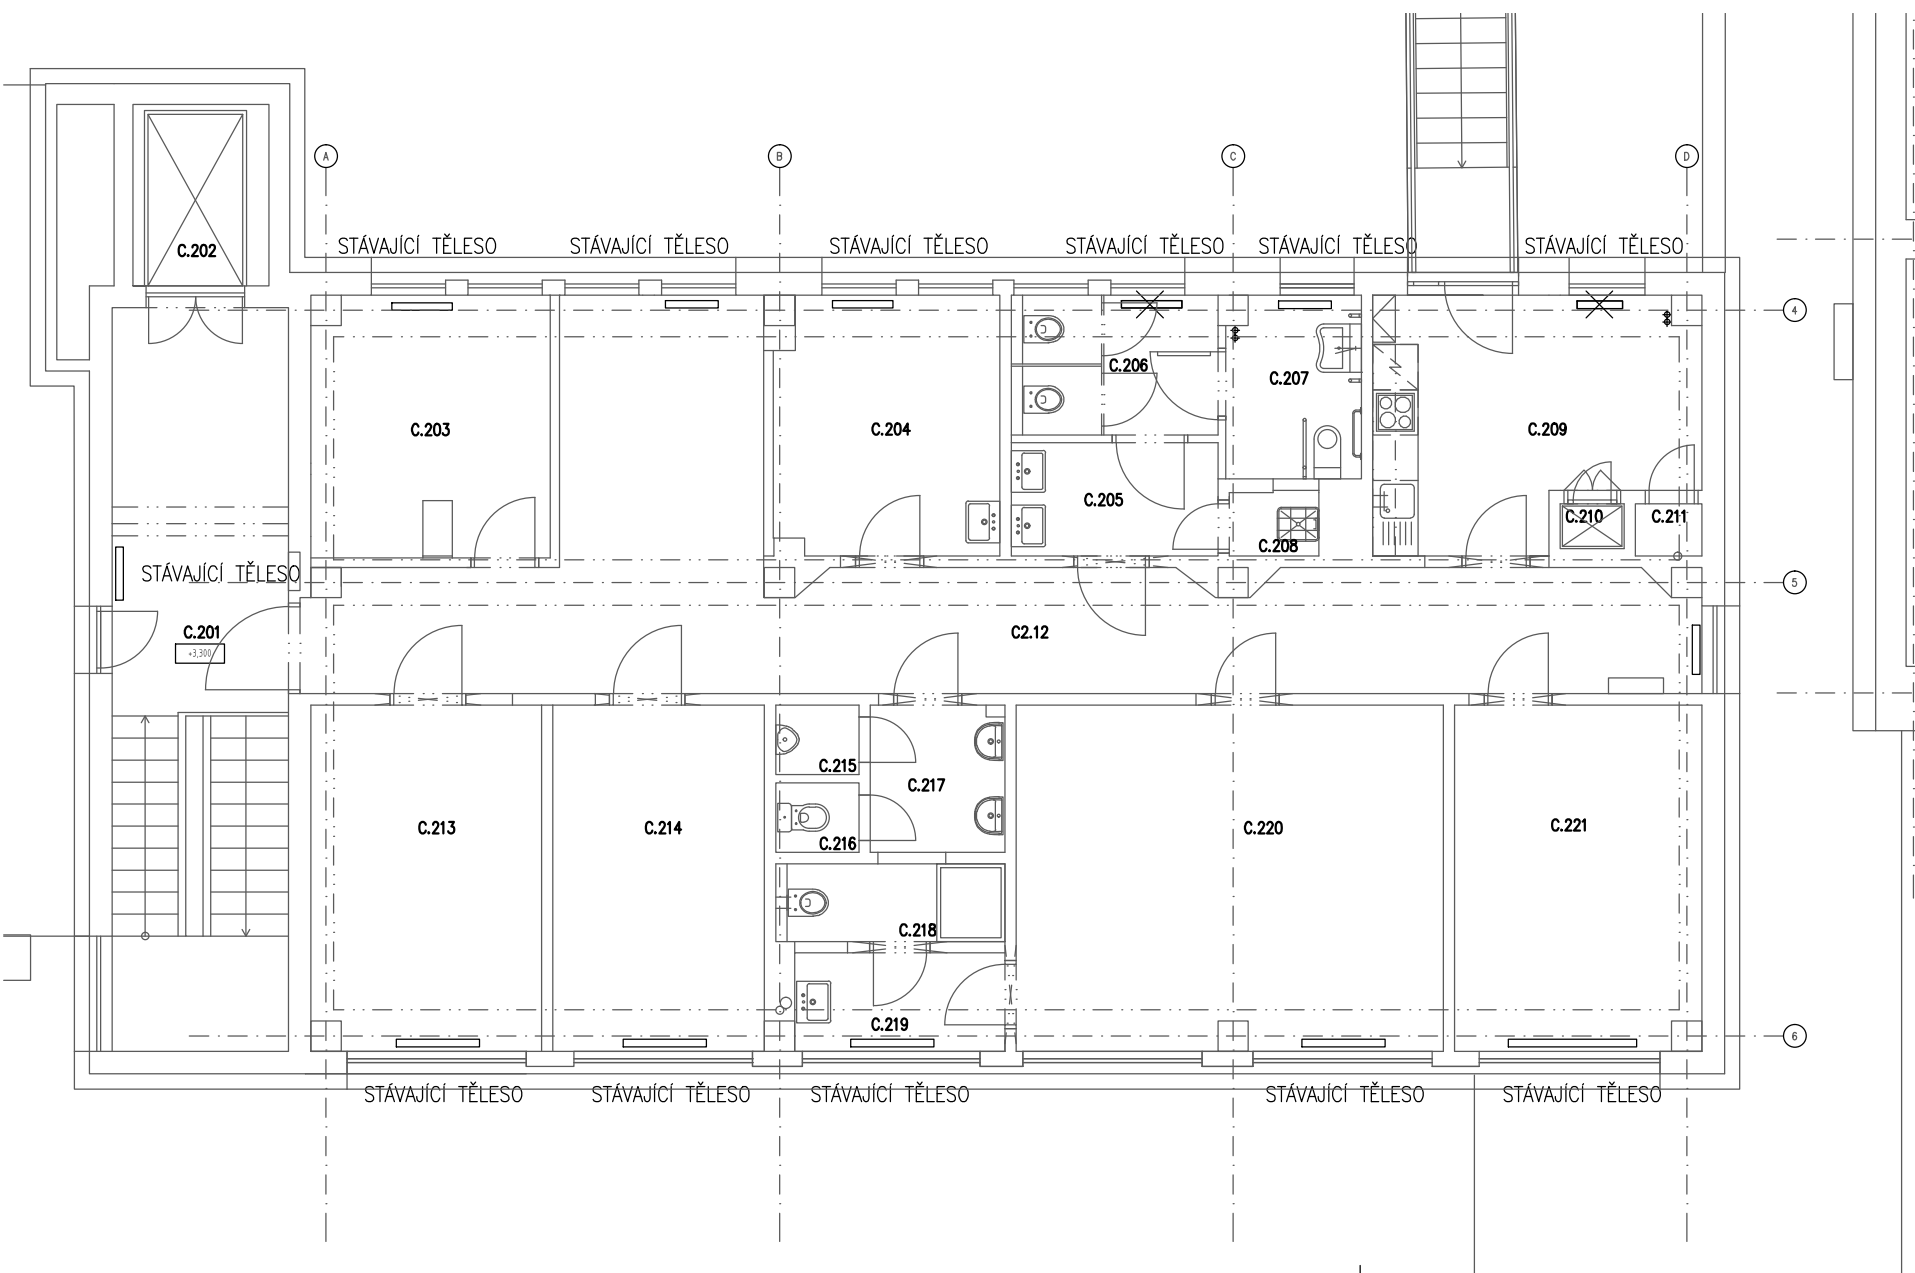 A
B
C
D
C.202
STÁVAJÍCÍ TĚLESO
STÁVAJÍCÍ TĚLESO
STÁVAJÍCÍ TĚLESO
STÁVAJÍCÍ TĚLESO
STÁVAJÍCÍ TĚLESO
STÁVAJÍCÍ TĚLESO
4
C.206
C.207
C.203
C.204
C.209
C.205
C.210
C.211
C.208
STÁVAJÍCÍ TĚLESO
5
C.201
+3,300
C2.12
C.215
C.217
C.213
C.214
C.216
C.220
C.221
C.218
C.219
6
STÁVAJÍCÍ TĚLESO
STÁVAJÍCÍ TĚLESO
STÁVAJÍCÍ TĚLESO
STÁVAJÍCÍ TĚLESO
STÁVAJÍCÍ TĚLESO